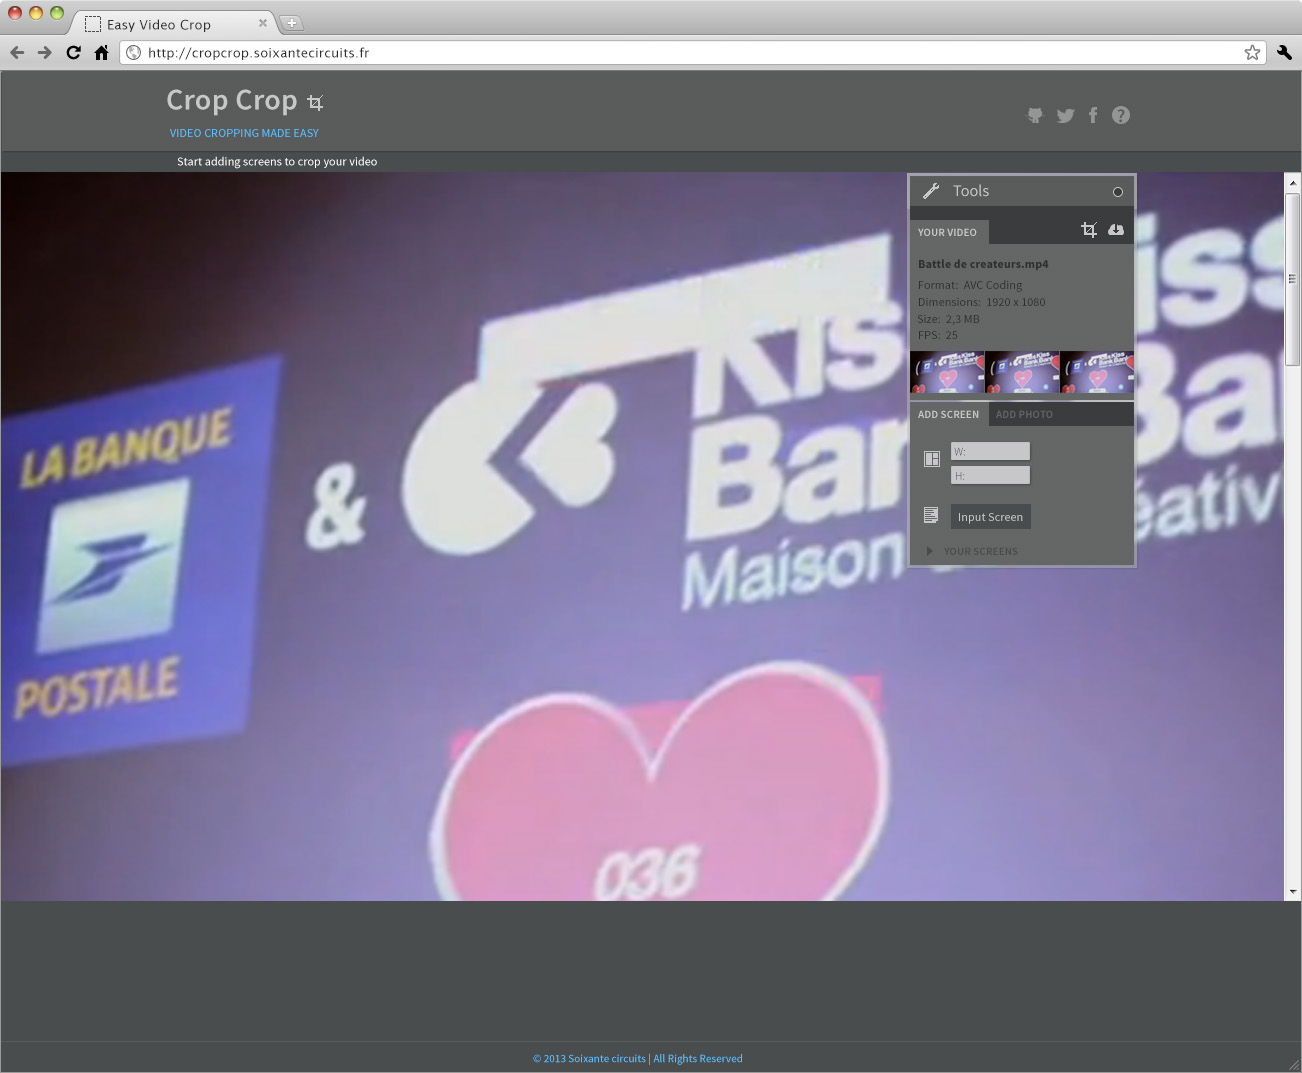 Easy Video Crop
http://cropcrop.soixantecircuits.fr
Crop Crop
VIDEO CROPPING MADE EASY
Start adding screens to crop your video
Tools
YOUR VIDEO
Battle de createurs.mp4
Format: AVC Coding
Dimensions: 1920 x 1080
Size: 2,3 MB
FPS: 25
ADD SCREEN
ADD PHOTO
W:
H:
Input Screen
YOUR SCREENS
LA BANQUE
POSTALE
&
Kiss
Ban
Ba
Maison
éativ
036
© 2013 Soixante circuits | All Rights Reserved